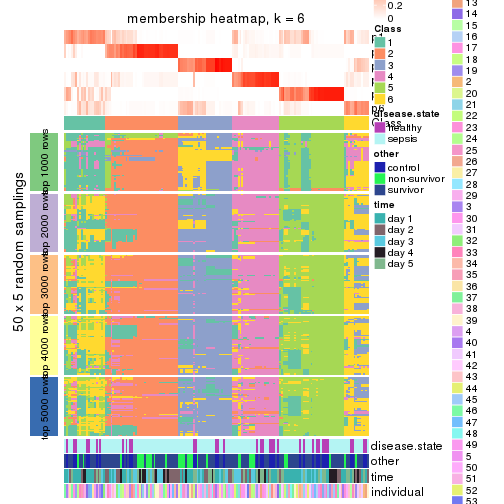 membership heatmap, k = 6
50 x 5 random samplings
top 1000 rows
top 2000 rows
top 3000 rows
top 4000 rows
top 5000 rows
disease.state
other
time
individual
0.2
0
Class
1
2
3
4
5
6
disease.state
healthy
sepsis
other
control
non-survivor
survivor
time
day 1
day 2
day 3
day 4
day 5
13
14
15
16
17
18
19
2
20
21
22
23
24
25
26
27
28
29
3
30
31
32
33
34
35
36
37
38
39
4
40
41
42
43
44
45
46
47
48
49
5
50
51
52